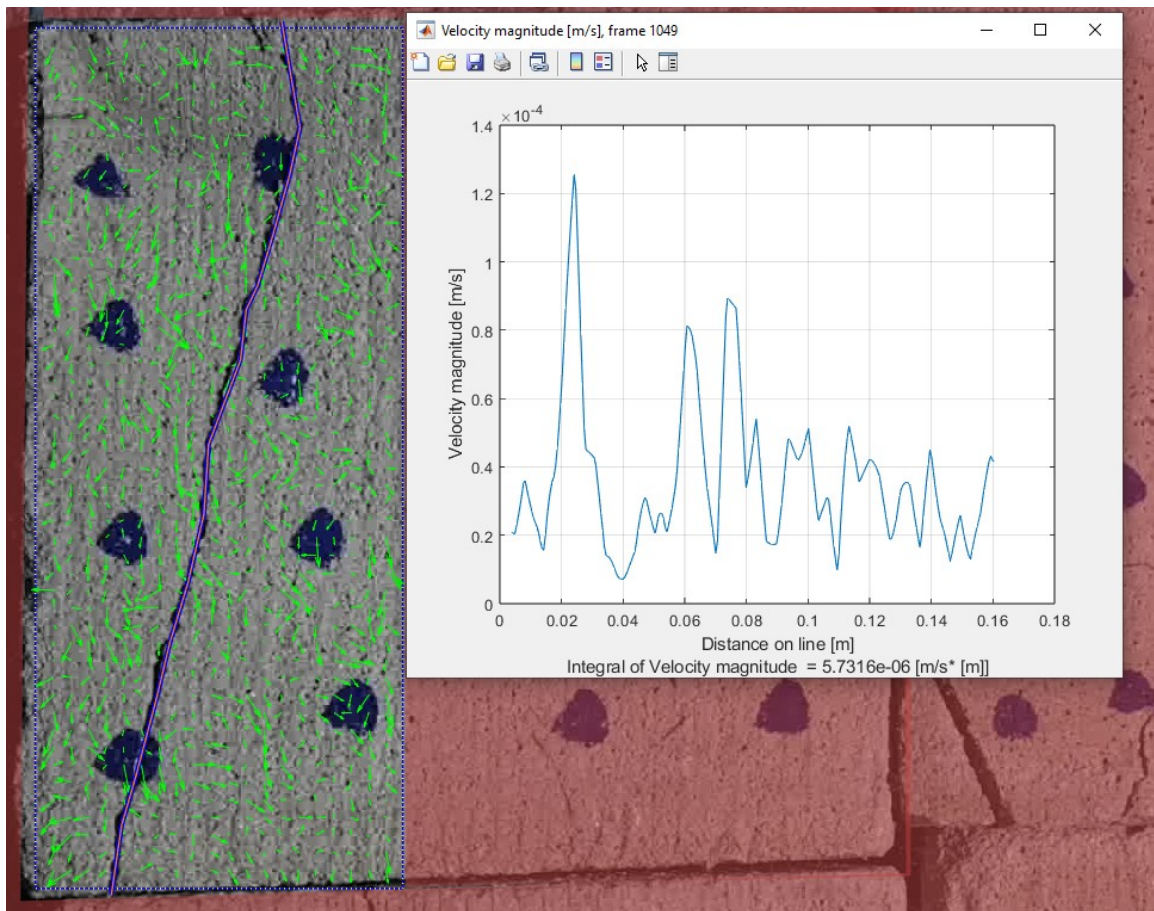 Velocity magnitude [m/s], frame 1049
×10⁻⁴
1.4
1.2
1
0.8
0.6
0.4
0.2
0
Velocity magnitude [m/s]
0 0.02 0.04 0.06 0.08 0.10 0.12 0.14 0.16 0.18
Distance on line [m]
Integral of Velocity magnitude = 5.7316e-06 [m/s* [m]]